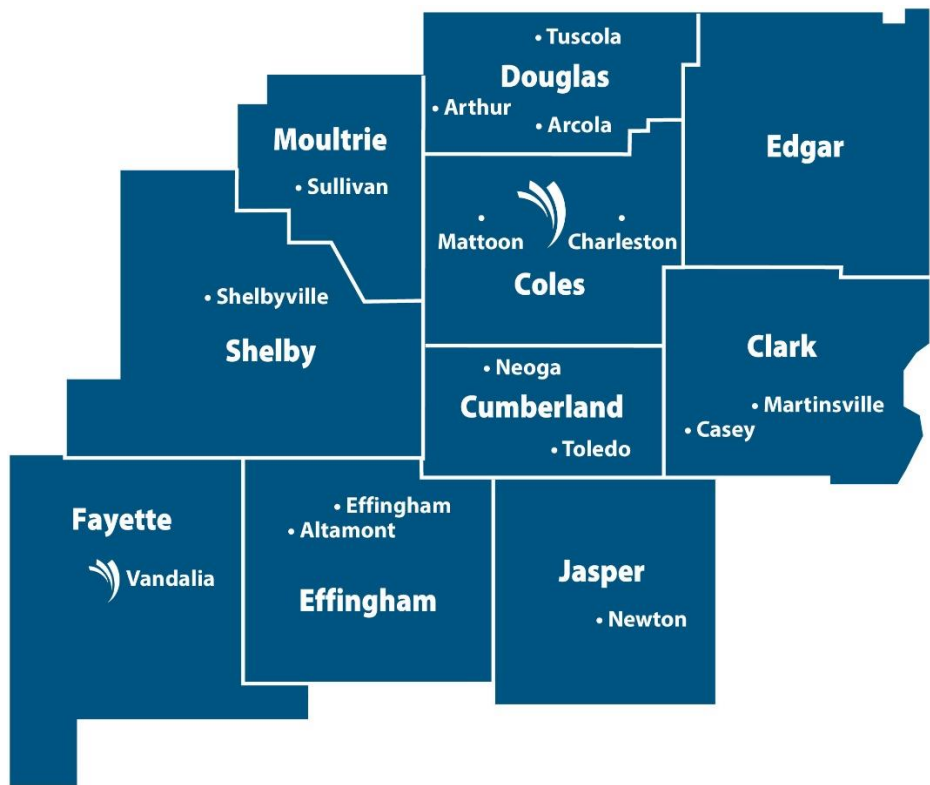 Tuscola
Douglas
Arthur
Arcola
Moultrie
Sullivan
Edgar
Mattoon
Charleston
Coles
Shelbyville
Shelby
Clark
Neoga
Cumberland
Martinsville
Casey
Toledo
Fayette
Vandalia
Effingham
Altamont
Effingham
Jasper
Newton